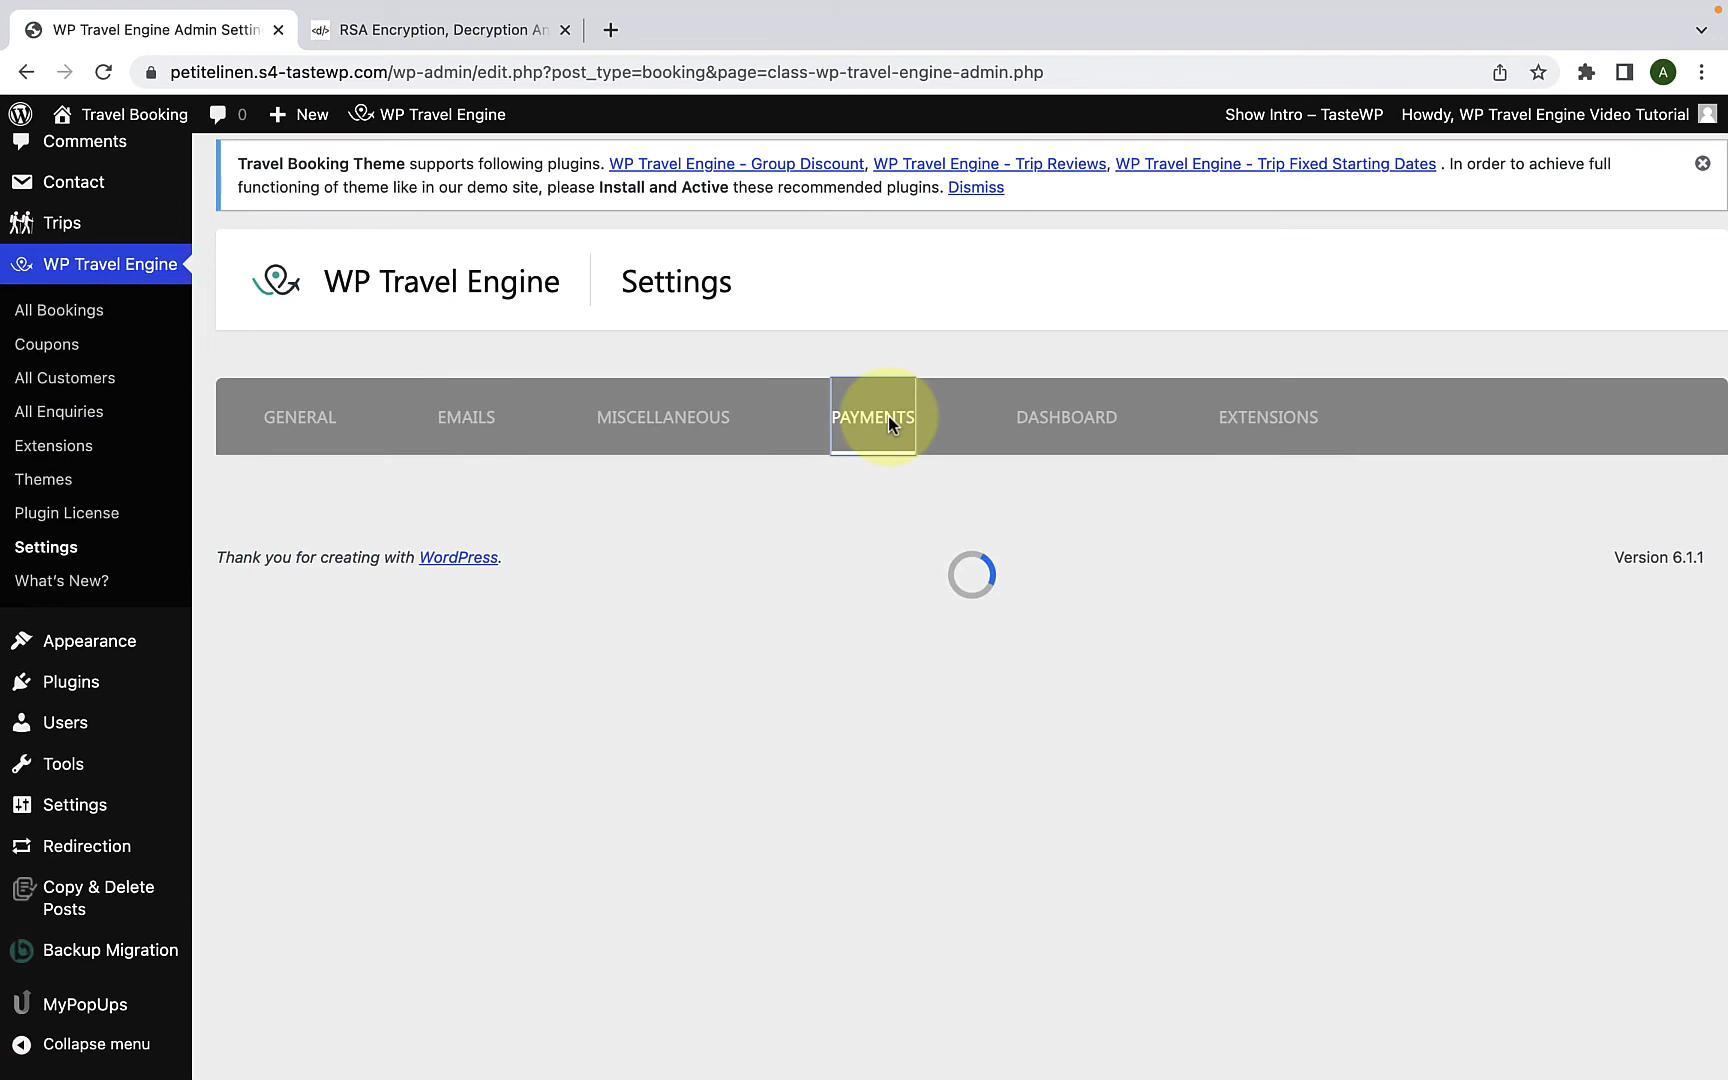 WP Travel Engine Admin Settin
RSA Encryption, Decryption An
petitelinen.s4-tastewp.com/wp-admin/edit.php?post_type=booking&page=class-wp-travel-engine-admin.php
A
Travel Booking
0
New
WP Travel Engine
Show Intro – TasteWP
Howdy, WP Travel Engine Video Tutorial
Comments
Contact
Trips
WP Travel Engine
All Bookings
Coupons
All Customers
All Enquiries
Extensions
Themes
Plugin License
Settings
What's New?
Appearance
Plugins
Users
Tools
Settings
Redirection
Copy & Delete
Posts
Backup Migration
MyPopUps
Collapse menu
Travel Booking Theme supports following plugins. WP Travel Engine - Group Discount, WP Travel Engine - Trip Reviews, WP Travel Engine - Trip Fixed Starting Dates . In order to achieve full
functioning of theme like in our demo site, please Install and Active these recommended plugins. Dismiss
WP Travel Engine
Settings
GENERAL
EMAILS
MISCELLANEOUS
PAYMENTS
DASHBOARD
EXTENSIONS
Thank you for creating with WordPress.
Version 6.1.1